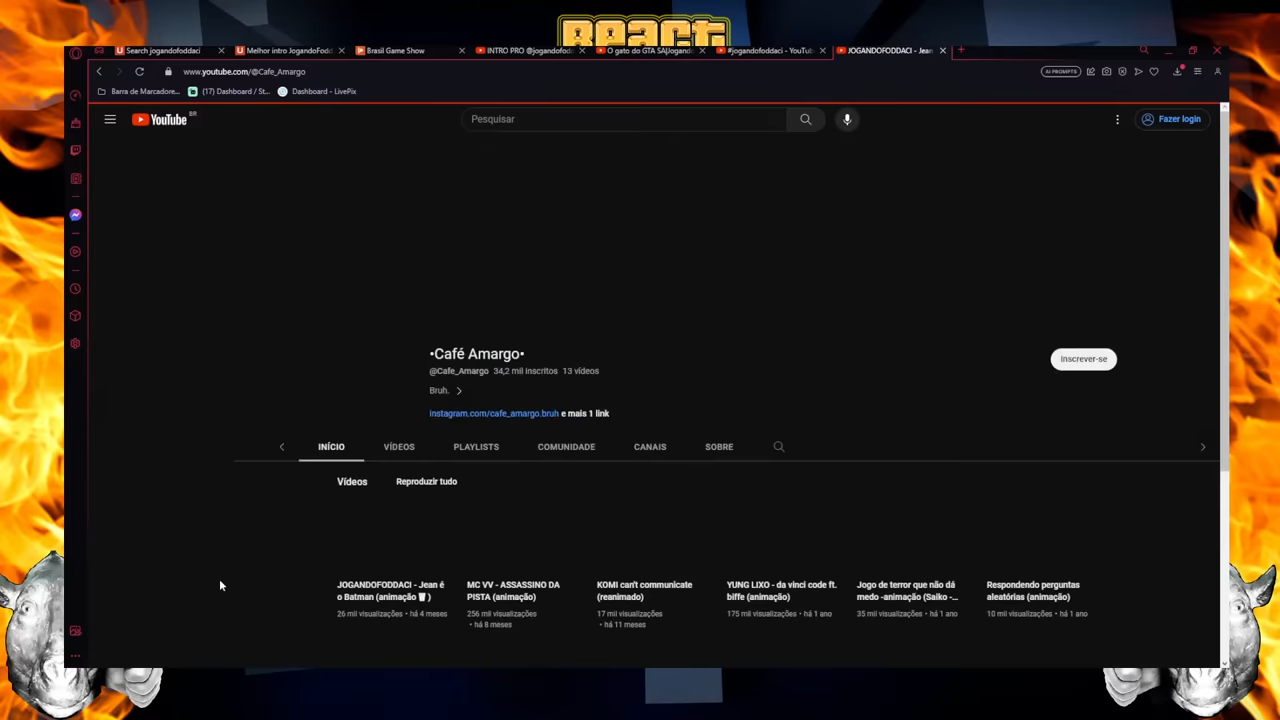 React
Search jogandofoddaci
Melhor intro JogandoFodd
Brasil Game Show
INTRO PRO @jogandofod
O gato do GTA SA|Jogand
#jogandofoddaci - YouTub
JOGANDOFODDACI - Jean
www.youtube.com/@Cafe_Amargo
AI PROMPTS
Barra de Marcadore...
(17) Dashboard / St...
Dashboard - LivePix
YouTube BR
Pesquisar
Fazer login
•Café Amargo•
@Cafe_Amargo 34,2 mil inscritos 13 vídeos
Inscrever-se
Bruh.
instagram.com/cafe_amargo.bruh e mais 1 link
INÍCIO VÍDEOS PLAYLISTS COMUNIDADE CANAIS SOBRE
Vídeos Reproduzir tudo
JOGANDOFODDACI - Jean é
o Batman (animação🥛)
26 mil visualizações • há 4 meses
MC VV - ASSASSINO DA
PISTA (animação)
256 mil visualizações
• há 8 meses
KOMI can't communicate
(reanimado)
17 mil visualizações
• há 11 meses
YUNG LIXO - da vinci code ft.
biffe (animação)
175 mil visualizações • há 1 ano
Jogo de terror que não dá
medo -animação (Saiko -...
35 mil visualizações • há 1 ano
Respondendo perguntas
aleatórias (animação)
10 mil visualizações • há 1 ano